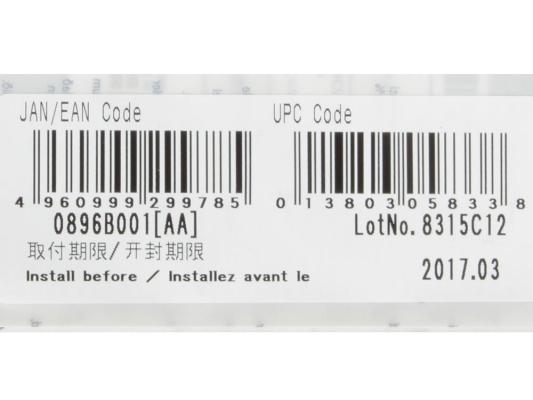 JAN/EAN Code UPC Code
4 960999 299785 0 13803 05833 8
0896B001[AA] LotNo. 8315C12
取付期限/开封期限
Install before / Installez avant le 2017.03